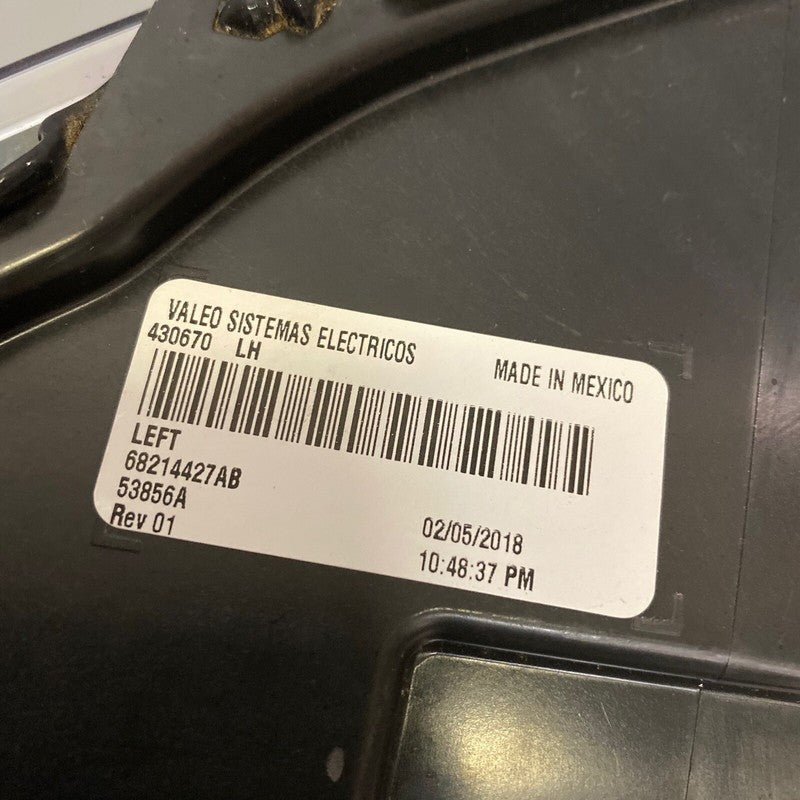 VALEO SISTEMAS ELECTRICOS
430670 LH
MADE IN MEXICO
LEFT
68214427AB
53856A
Rev 01
02/05/2018
10:48:37 PM